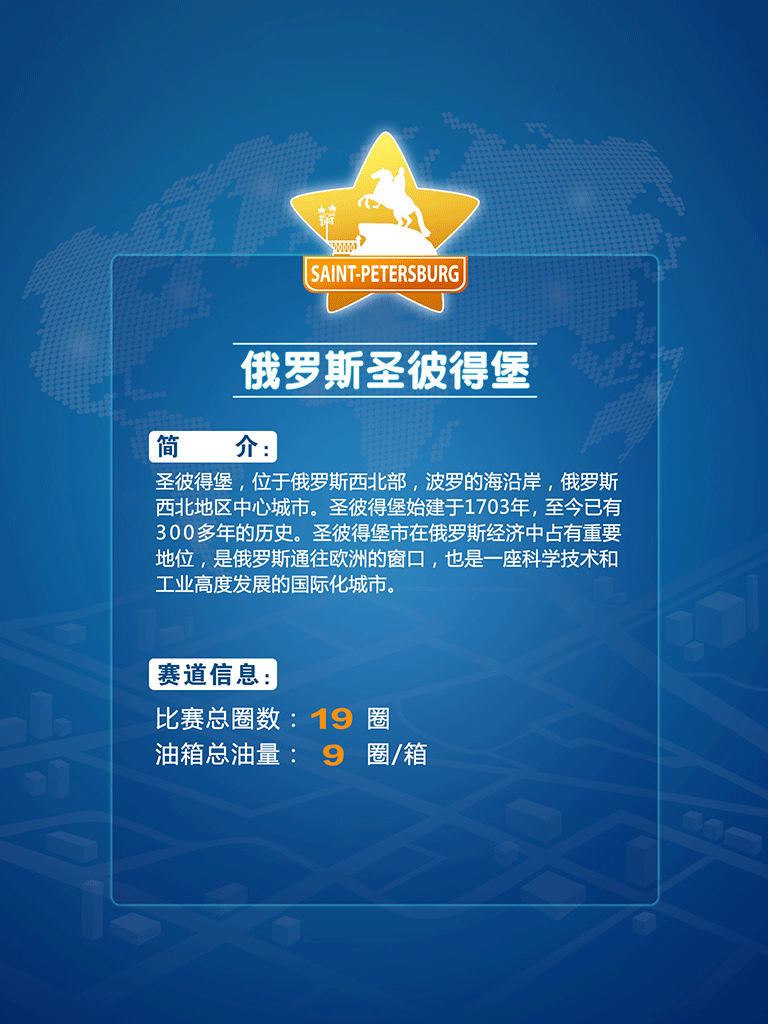 SAINT-PETERSBURG
俄罗斯圣彼得堡
简 介：
圣彼得堡，位于俄罗斯西北部，波罗的海沿岸，俄罗斯
西北地区中心城市。圣彼得堡始建于1703年，至今已有
300多年的历史。圣彼得堡市在俄罗斯经济中占有重要
地位，是俄罗斯通往欧洲的窗口，也是一座科学技术和
工业高度发展的国际化城市。
赛道信息：
比赛总圈数：19 圈
油箱总油量：9 圈/箱